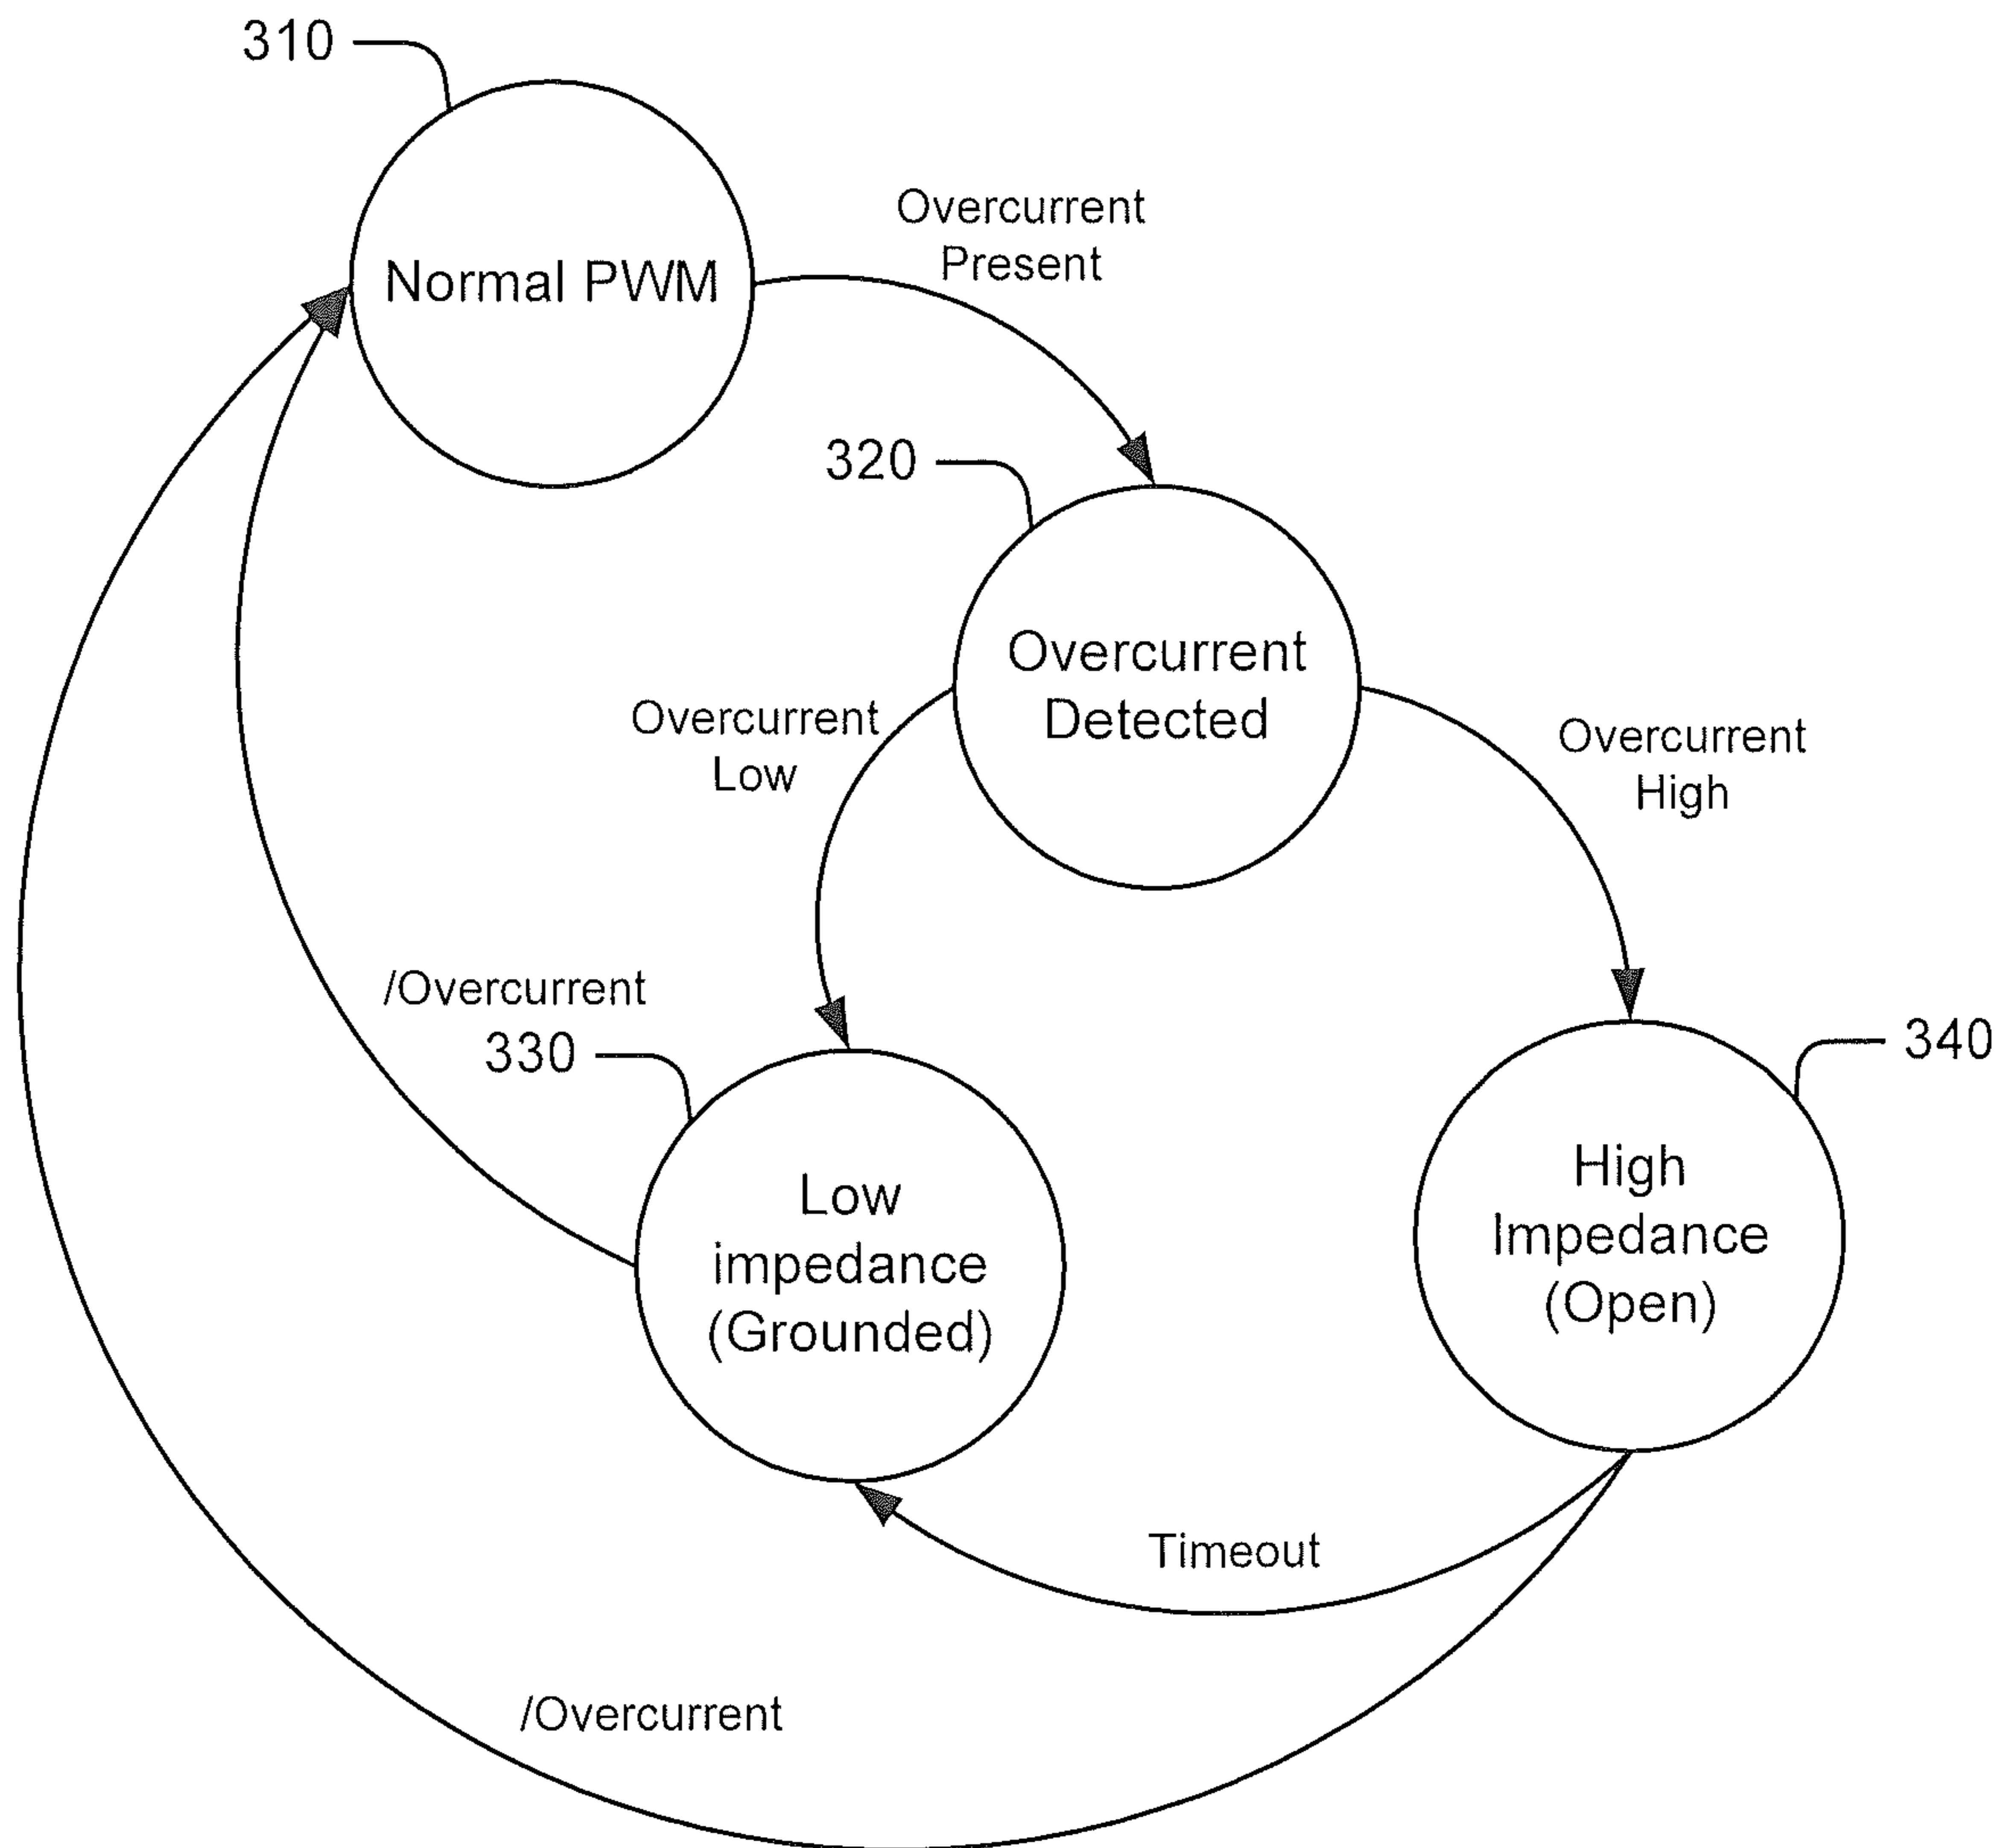 310
Normal PWM
Overcurrent
Present
320
Overcurrent
Detected
Overcurrent
Low
Overcurrent
High
/Overcurrent
330
340
Low
impedance
(Grounded)
High
Impedance
(Open)
Timeout
/Overcurrent